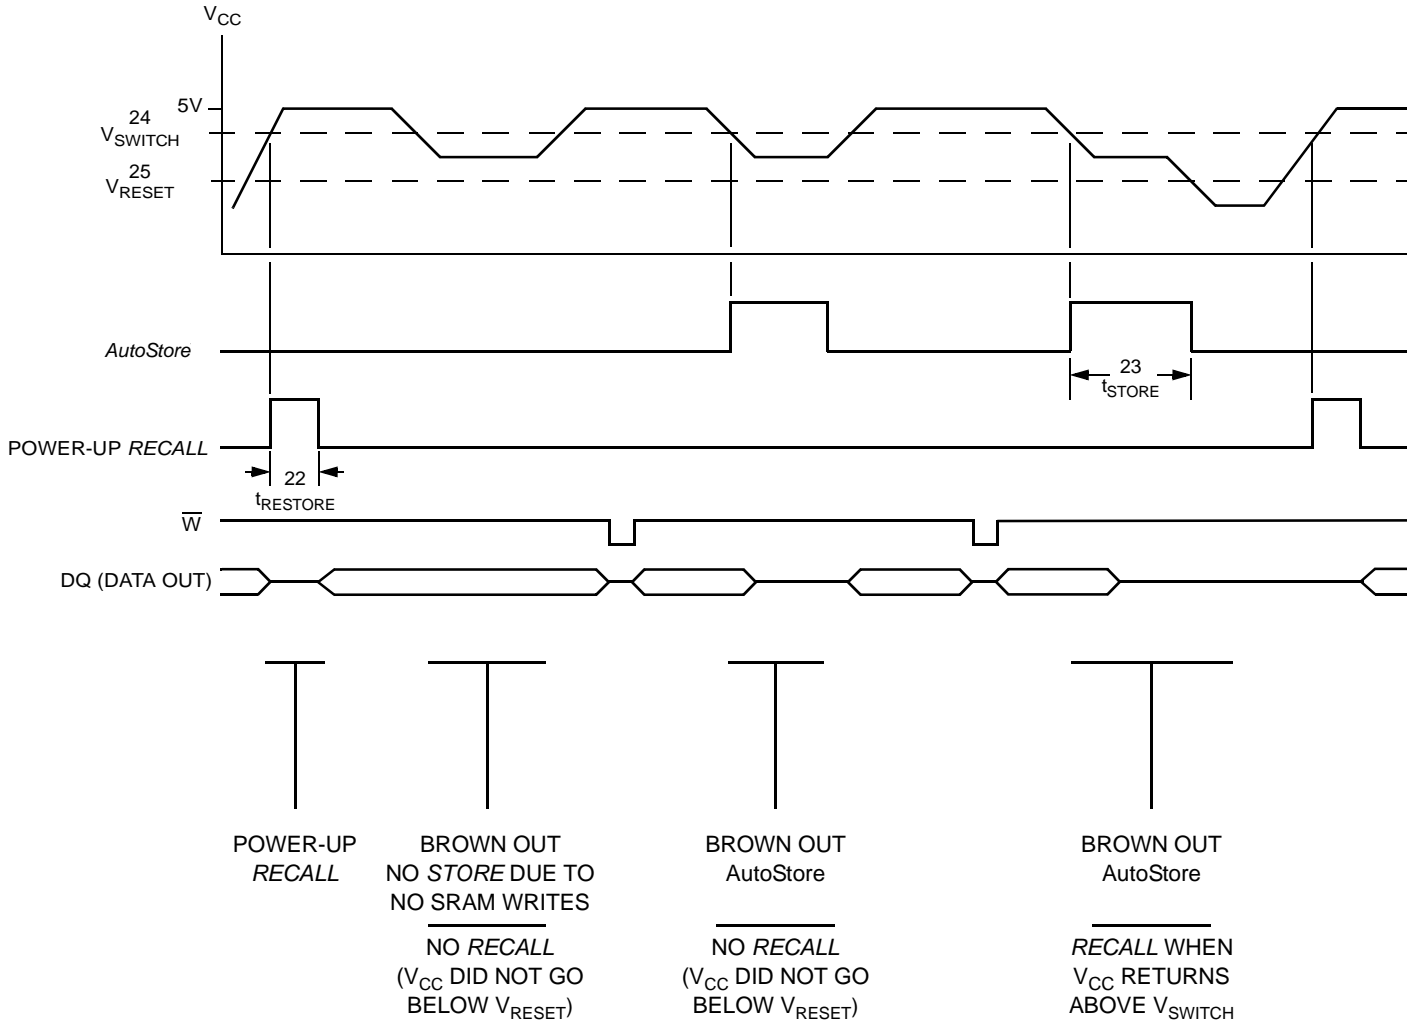 VCC
5V
24
VSWITCH
25
VRESET
AutoStore
23
tSTORE
POWER-UP RECALL
22
tRESTORE
W
DQ (DATA OUT)
POWER-UP
RECALL
BROWN OUT
NO STORE DUE TO
NO SRAM WRITES
NO RECALL
(VCC DID NOT GO
BELOW VRESET)
BROWN OUT
AutoStore
NO RECALL
(VCC DID NOT GO
BELOW VRESET)
BROWN OUT
AutoStore
RECALL WHEN
VCC RETURNS
ABOVE VSWITCH